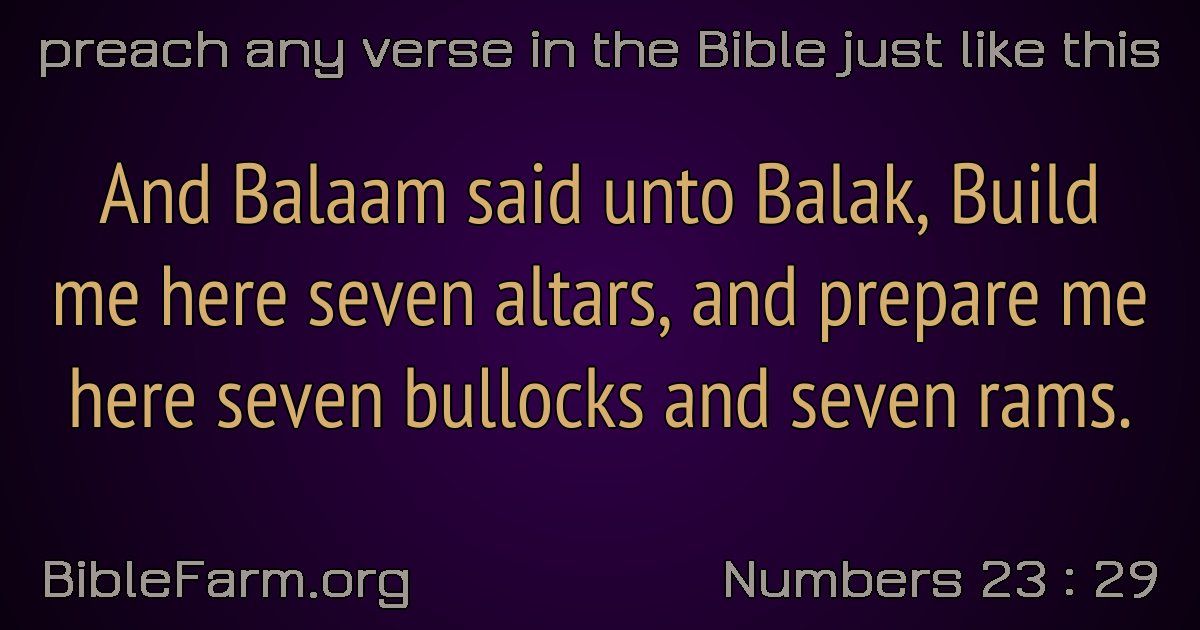 preach any verse in the Bible just like this
And Balaam said unto Balak, Build
me here seven altars, and prepare me
here seven bullocks and seven rams.
BibleFarm.org
Numbers 23 : 29